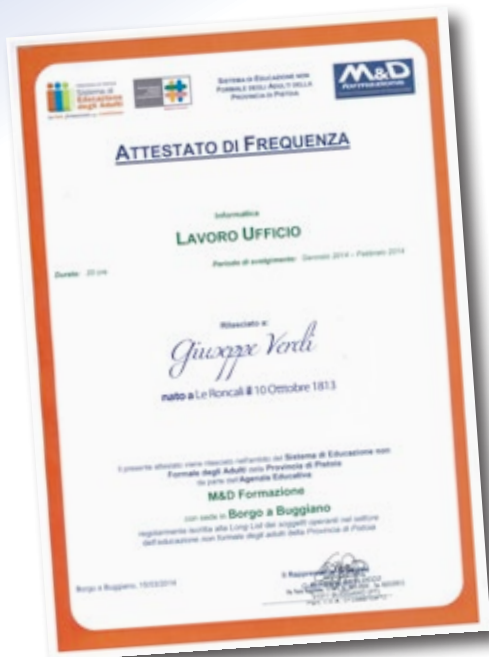 Sistema di
Educazione
degli Adulti
SISTEMA DI EDUCAZIONE NON
FORMALE DEGLI ADULTI DELLA
PROVINCIA DI PISTOIA
M&D
formazione
ATTESTATO DI FREQUENZA
Informatica
LAVORO UFFICIO
Durata: 20 ore
Periodo di svolgimento: Gennaio 2014 – Febbraio 2014
Rilasciato a:
Giuseppe Verdi
nato a Le Roncali il 10 Ottobre 1813
Il presente attestato viene rilasciato nell'ambito del Sistema di Educazione non
Formale degli Adulti della Provincia di Pistoia
da parte dell'Agenzia Educativa
M&D Formazione
con sede in Borgo a Buggiano
regolarmente iscritta alla Long List dei soggetti operanti nel settore
dell'educazione non formale degli adulti della Provincia di Pistoia
Borgo a Buggiano, 15/03/2014